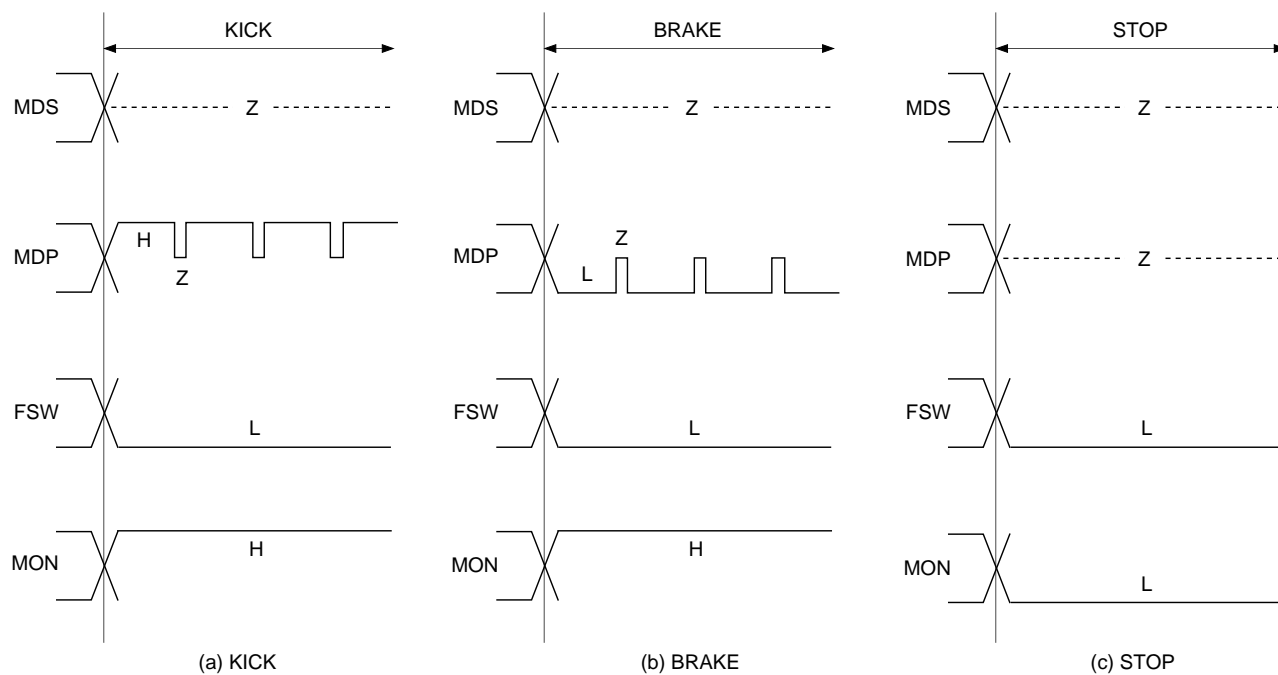 KICK
MDS
Z
MDP
H
Z
FSW
L
MON
H
(a) KICK
BRAKE
MDS
Z
MDP
Z
L
FSW
L
MON
H
(b) BRAKE
STOP
MDS
Z
MDP
Z
FSW
L
MON
L
(c) STOP